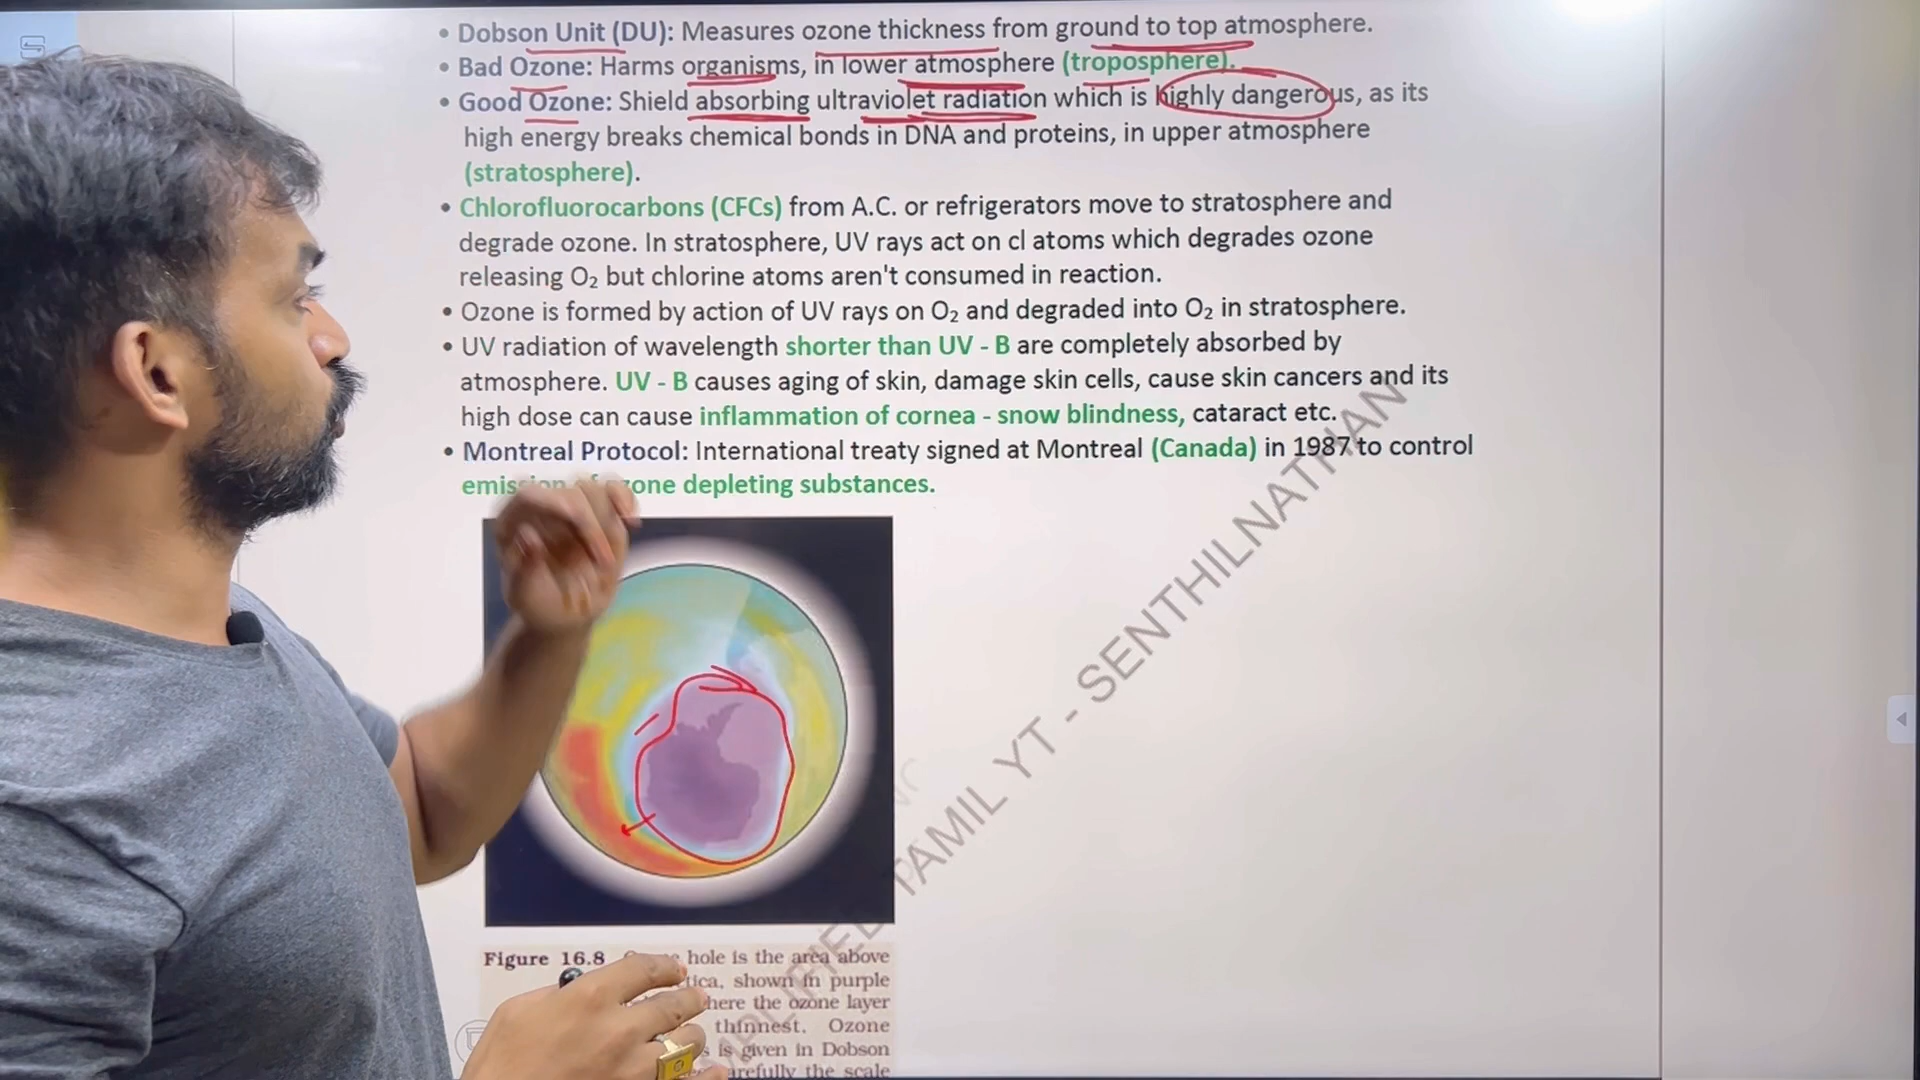 • Dobson Unit (DU): Measures ozone thickness from ground to top atmosphere.
• Bad Ozone: Harms organisms, in lower atmosphere (troposphere).
• Good Ozone: Shield absorbing ultraviolet radiation which is highly dangerous, as its
high energy breaks chemical bonds in DNA and proteins, in upper atmosphere
(stratosphere).
• Chlorofluorocarbons (CFCs) from A.C. or refrigerators move to stratosphere and
degrade ozone. In stratosphere, UV rays act on cl atoms which degrades ozone
releasing O₂ but chlorine atoms aren't consumed in reaction.
• Ozone is formed by action of UV rays on O₂ and degraded into O₂ in stratosphere.
• UV radiation of wavelength shorter than UV - B are completely absorbed by
atmosphere. UV - B causes aging of skin, damage skin cells, cause skin cancers and its
high dose can cause inflammation of cornea - snow blindness, cataract etc.
• Montreal Protocol: International treaty signed at Montreal (Canada) in 1987 to control
emission of ozone depleting substances.
TAMIL YT - SENTHILNATHAN
Figure 16.8 hole is the area above
shown in purple
the ozone layer
thinnest. Ozone
is given in Dobson
the scale